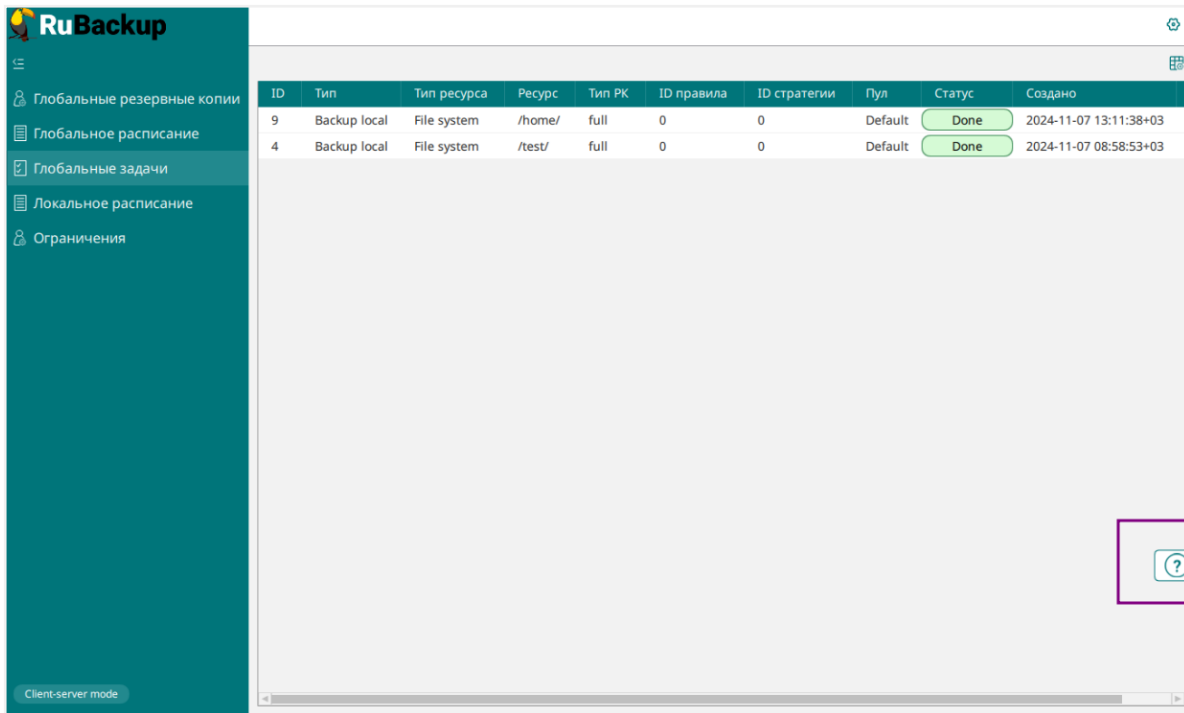 RuBackup
Глобальные резервные копии
Глобальное расписание
Глобальные задачи
Локальное расписание
Ограничения
ID Тип Тип ресурса Ресурс Тип РК ID правила ID стратегии Пул Статус Создано
9 Backup local File system /home/ full 0 0 Default Done 2024-11-07 13:11:38+03
4 Backup local File system /test/ full 0 0 Default Done 2024-11-07 08:58:53+03
?
Client-server mode